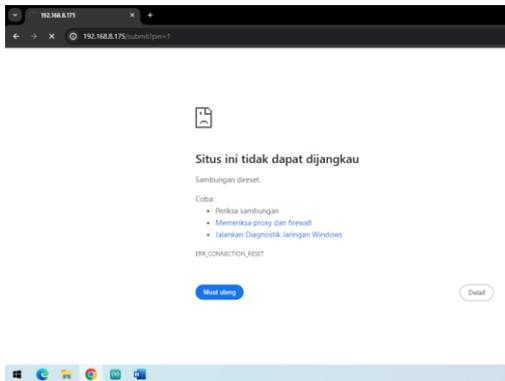 192.168.8.175
192.168.8.175/submit?pin=1
Situs ini tidak dapat dijangkau
Sambungan direset.
Coba:
Periksa sambungan
Memeriksa proxy dan firewall
Jalankan Diagnostik Jaringan Windows
ERR_CONNECTION_RESET
Muat ulang
Detail